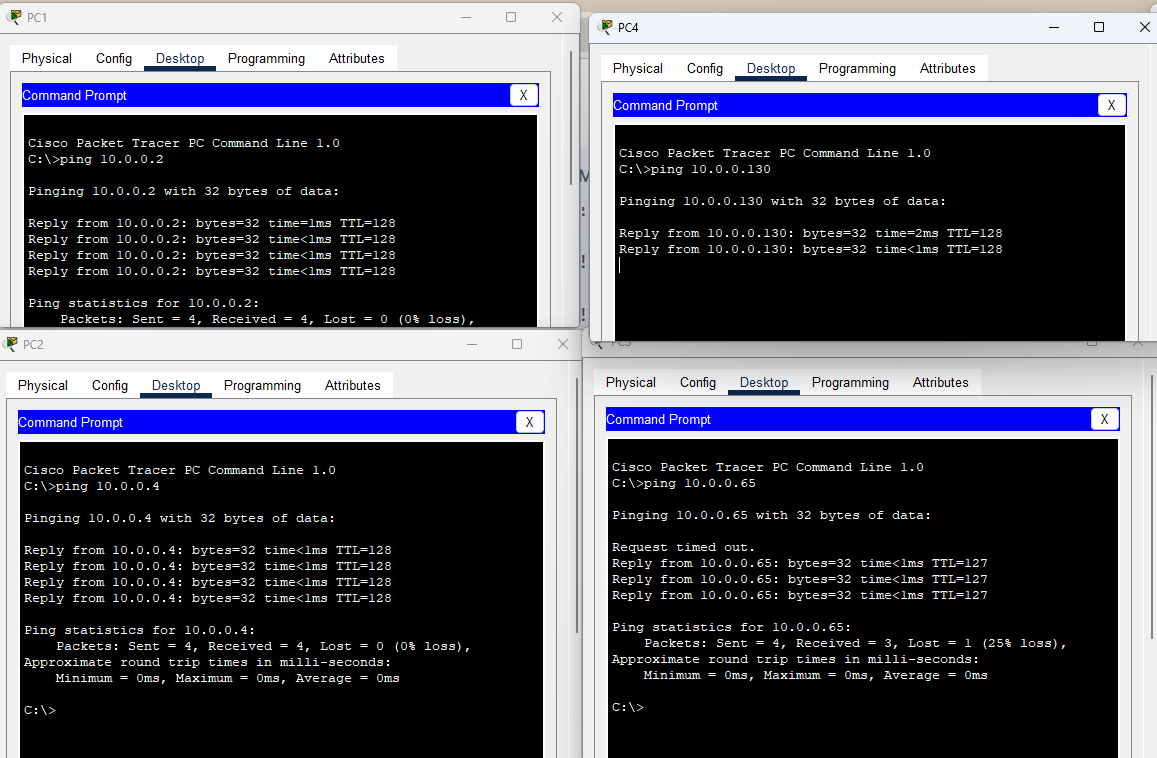 PC1
Physical Config Desktop Programming Attributes
Command Prompt X
Cisco Packet Tracer PC Command Line 1.0
C:\>ping 10.0.0.2
Pinging 10.0.0.2 with 32 bytes of data:
Reply from 10.0.0.2: bytes=32 time=1ms TTL=128
Reply from 10.0.0.2: bytes=32 time<1ms TTL=128
Reply from 10.0.0.2: bytes=32 time<1ms TTL=128
Reply from 10.0.0.2: bytes=32 time<1ms TTL=128
Ping statistics for 10.0.0.2:
Packets: Sent = 4, Received = 4, Lost = 0 (0% loss),
PC4
Physical Config Desktop Programming Attributes
Command Prompt X
Cisco Packet Tracer PC Command Line 1.0
C:\>ping 10.0.0.130
Pinging 10.0.0.130 with 32 bytes of data:
Reply from 10.0.0.130: bytes=32 time=2ms TTL=128
Reply from 10.0.0.130: bytes=32 time<1ms TTL=128
PC2
Physical Config Desktop Programming Attributes
Command Prompt X
Cisco Packet Tracer PC Command Line 1.0
C:\>ping 10.0.0.4
Pinging 10.0.0.4 with 32 bytes of data:
Reply from 10.0.0.4: bytes=32 time<1ms TTL=128
Reply from 10.0.0.4: bytes=32 time<1ms TTL=128
Reply from 10.0.0.4: bytes=32 time<1ms TTL=128
Reply from 10.0.0.4: bytes=32 time<1ms TTL=128
Ping statistics for 10.0.0.4:
Packets: Sent = 4, Received = 4, Lost = 0 (0% loss),
Approximate round trip times in milli-seconds:
Minimum = 0ms, Maximum = 0ms, Average = 0ms
C:\>
Physical Config Desktop Programming Attributes
Command Prompt X
Cisco Packet Tracer PC Command Line 1.0
C:\>ping 10.0.0.65
Pinging 10.0.0.65 with 32 bytes of data:
Request timed out.
Reply from 10.0.0.65: bytes=32 time<1ms TTL=127
Reply from 10.0.0.65: bytes=32 time<1ms TTL=127
Reply from 10.0.0.65: bytes=32 time<1ms TTL=127
Ping statistics for 10.0.0.65:
Packets: Sent = 4, Received = 3, Lost = 1 (25% loss),
Approximate round trip times in milli-seconds:
Minimum = 0ms, Maximum = 0ms, Average = 0ms
C:\>